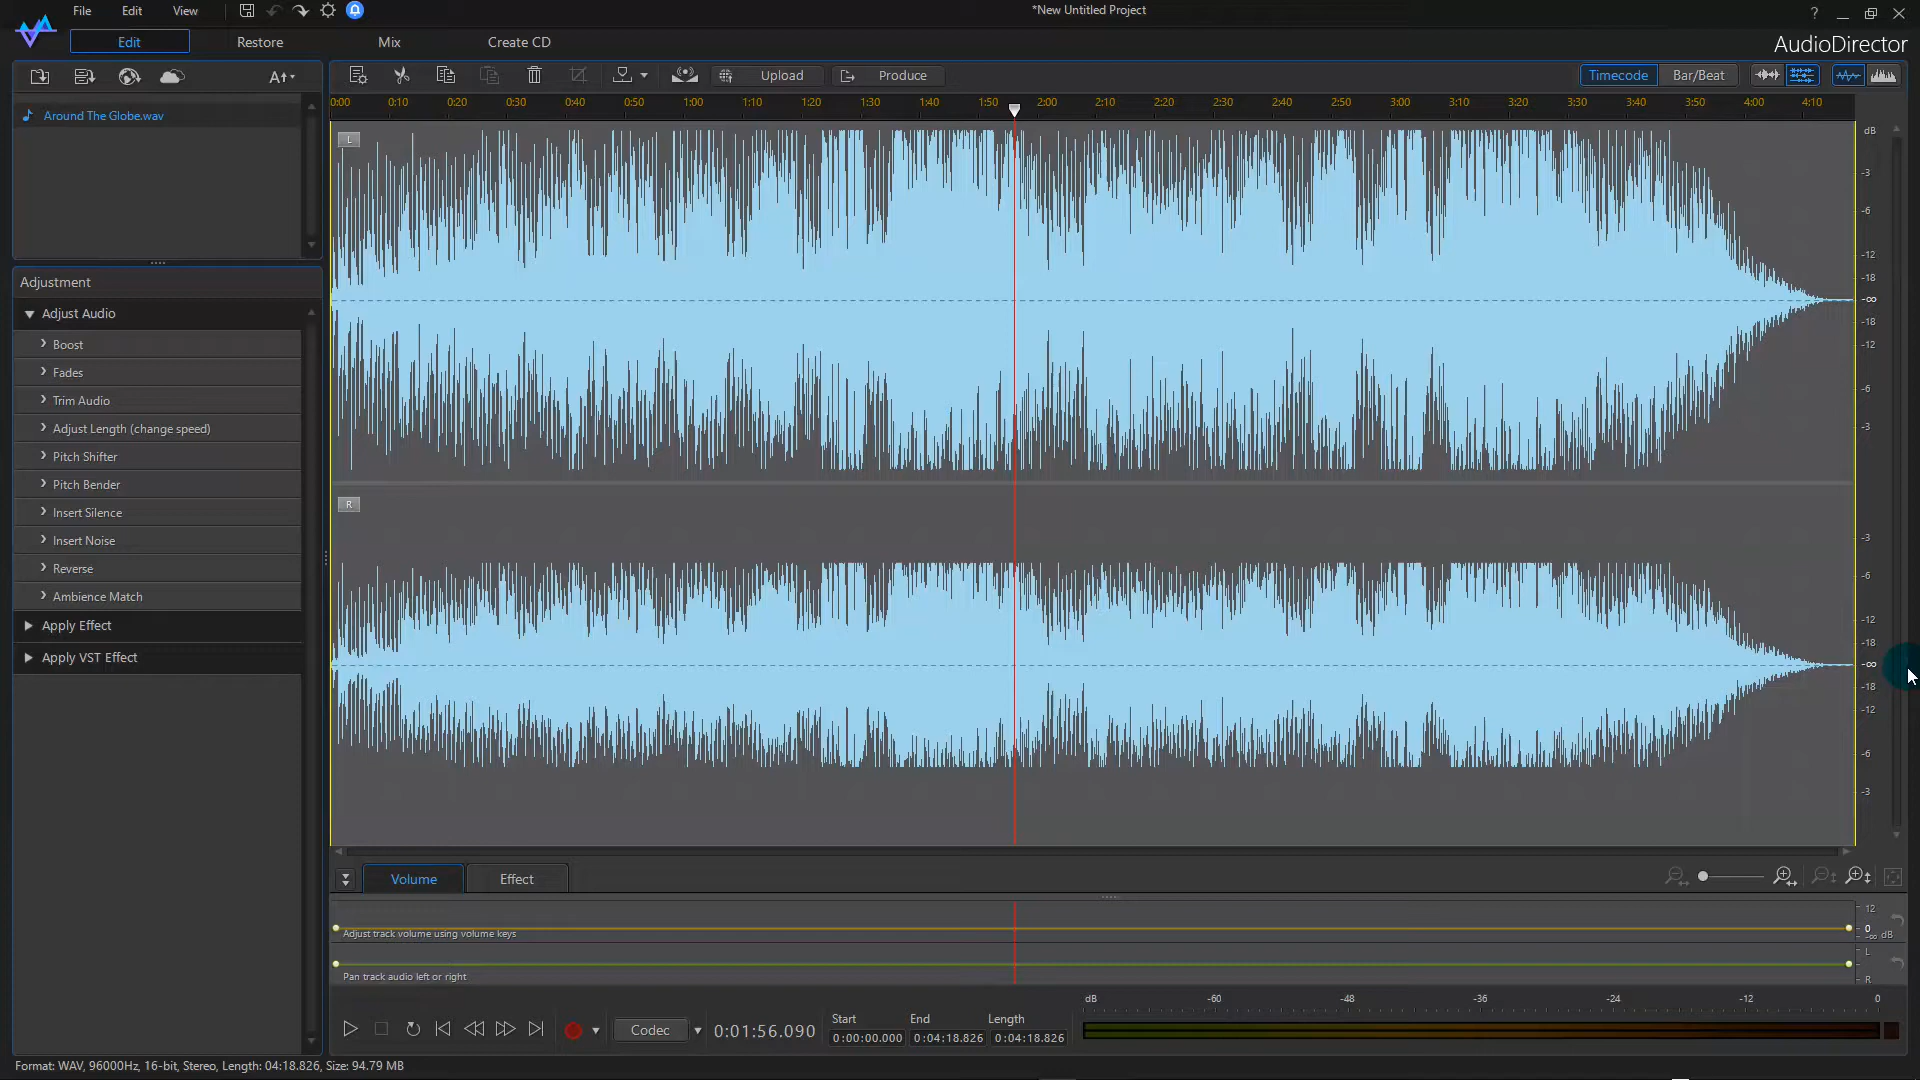 File Edit View
*New Untitled Project
?
Edit Restore Mix Create CD
AudioDirector
A
Upload Produce
Timecode Bar/Beat
0:00 0:10 0:20 0:30 0:40 0:50 1:00 1:10 1:20 1:30 1:40 1:50 2:00 2:10 2:20 2:30 2:40 2:50 3:00 3:10 3:20 3:30 3:40 3:50 4:00 4:10
Around The Globe.wav
Adjustment
Adjust Audio
Boost
Fades
Trim Audio
Adjust Length (change speed)
Pitch Shifter
Pitch Bender
Insert Silence
Insert Noise
Reverse
Ambience Match
Apply Effect
Apply VST Effect
L
dB
-3
-6
-12
-18
-∞
-18
-12
-6
-3
R
-3
-6
-12
-18
-∞
-18
-12
-6
-3
Volume Effect
Adjust track volume using volume keys
12
0
-∞ dB
Pan track audio left or right
L
R
Codec
0:01:56.090
Start End Length
0:00:00.000 0:04:18.826 0:04:18.826
dB -60 -48 -36 -24 -12 0
Format: WAV, 96000Hz, 16-bit, Stereo, Length: 04:18.826, Size: 94.79 MB